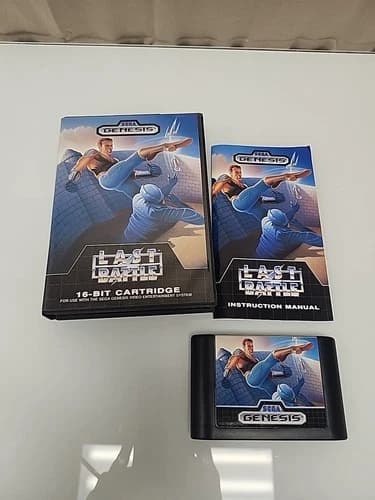 SEGA
GENESIS
LAST
BATTLE
16-BIT CARTRIDGE
FOR USE WITH THE SEGA GENESIS VIDEO ENTERTAINMENT SYSTEM
SEGA
GENESIS
LAST
BATTLE
INSTRUCTION MANUAL
SEGA
GENESIS